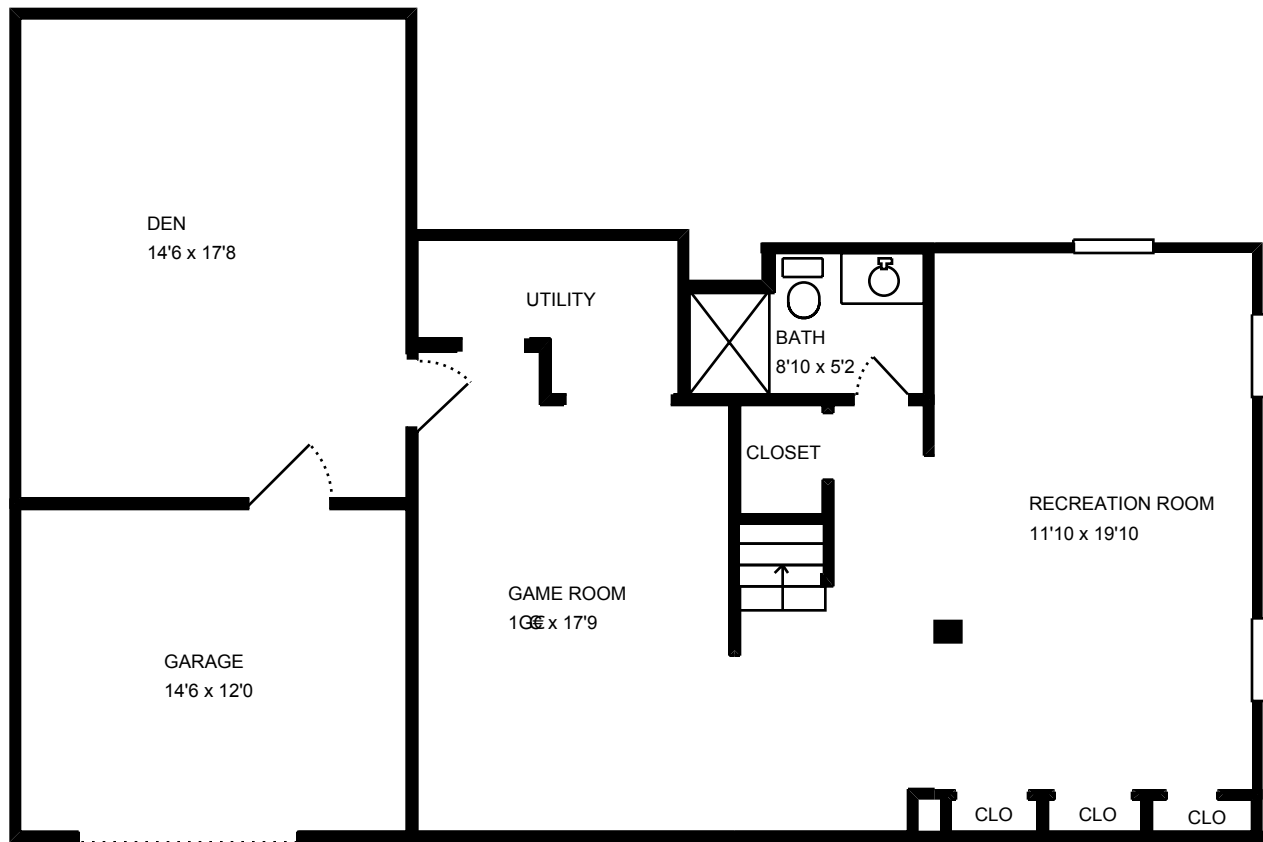 DEN
14'6 x 17'8
UTILITY
BATH
8'10 x 5'2
CLOSET
RECREATION ROOM
11'10 x 19'10
GAME ROOM
x 17'9
GARAGE
14'6 x 12'0
CLO
CLO
CLO